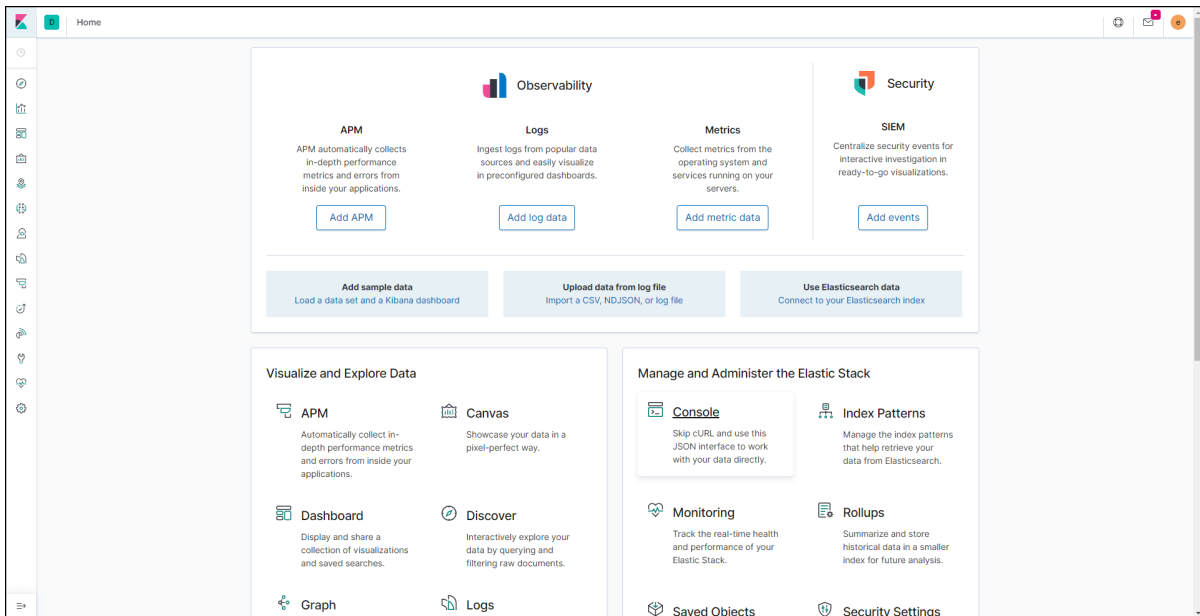 D Home
e
Observability
Security
APM
APM automatically collects
in-depth performance
metrics and errors from
inside your applications.
Add APM
Logs
Ingest logs from popular data
sources and easily visualize
in preconfigured dashboards.
Add log data
Metrics
Collect metrics from the
operating system and
services running on your
servers.
Add metric data
SIEM
Centralize security events for
interactive investigation in
ready-to-go visualizations.
Add events
Add sample data
Load a data set and a Kibana dashboard
Upload data from log file
Import a CSV, NDJSON, or log file
Use Elasticsearch data
Connect to your Elasticsearch index
Visualize and Explore Data
APM
Automatically collect in-
depth performance metrics
and errors from inside your
applications.
Canvas
Showcase your data in a
pixel-perfect way.
Dashboard
Display and share a
collection of visualizations
and saved searches.
Discover
Interactively explore your
data by querying and
filtering raw documents.
Graph
Logs
Manage and Administer the Elastic Stack
Console
Skip cURL and use this
JSON interface to work
with your data directly.
Index Patterns
Manage the index patterns
that help retrieve your
data from Elasticsearch.
Monitoring
Track the real-time health
and performance of your
Elastic Stack.
Rollups
Summarize and store
historical data in a smaller
index for future analysis.
Saved Objects
Security Settings